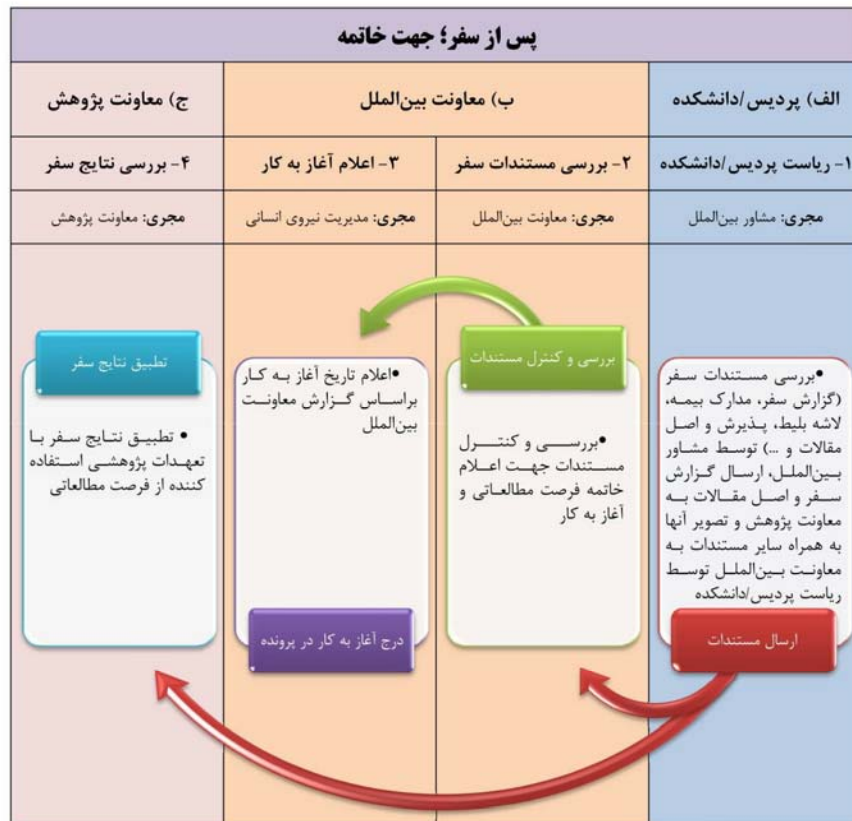 پس از سفر؛ جهت خاتمه
الف) پردیس/دانشکده
ب) معاونت بین‌الملل
ج) معاونت پژوهش
۱- ریاست پردیس/دانشکده
۲- بررسی مستندات سفر
۳- اعلام آغاز به کار
۴- بررسی نتایج سفر
مجری: مشاور بین‌الملل
مجری: معاونت بین‌الملل
مجری: مدیریت نیروی انسانی
مجری: معاونت پژوهش
•بررسی مستندات سفر
(گزارش سفر، مدارک بیمه،
لاشه بلیط، پذیرش و اصل
مقالات و ...) توسط مشاور
بین‌الملل، ارسال گزارش
سفر و اصل مقالات به
معاونت پژوهش و تصویر آنها
به همراه سایر مستندات به
معاونت بین‌الملل توسط
ریاست پردیس/دانشکده
ارسال مستندات
بررسی و کنترل مستندات
•بررسی و کنترل
مستندات جهت اعلام
خاتمه فرصت مطالعاتی و
آغاز به کار
•اعلام تاریخ آغاز به کار
براساس گزارش معاونت
بین‌الملل
درج آغاز به کار در پرونده
تطبیق نتایج سفر
• تطبیق نتایج سفر با
تعهدات پژوهشی استفاده
کننده از فرصت مطالعاتی